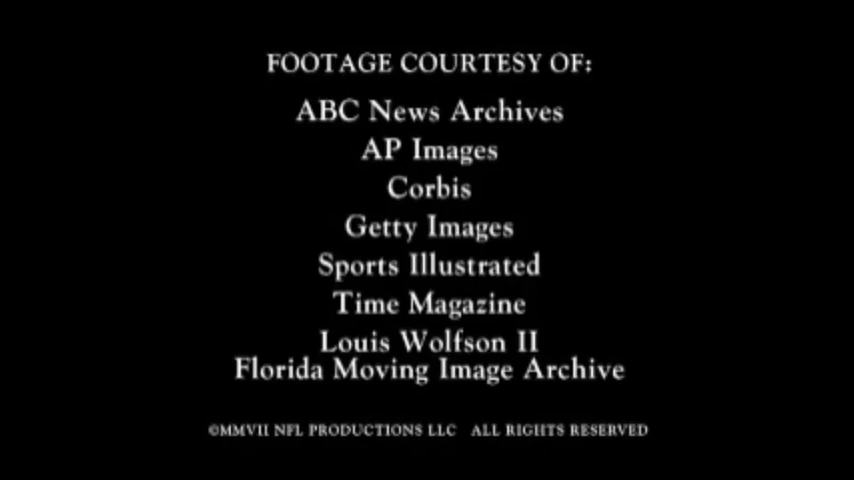 FOOTAGE COURTESY OF:
ABC News Archives
AP Images
Corbis
Getty Images
Sports Illustrated
Time Magazine
Louis Wolfson II
Florida Moving Image Archive
©MMVII NFL PRODUCTIONS LLC ALL RIGHTS RESERVED